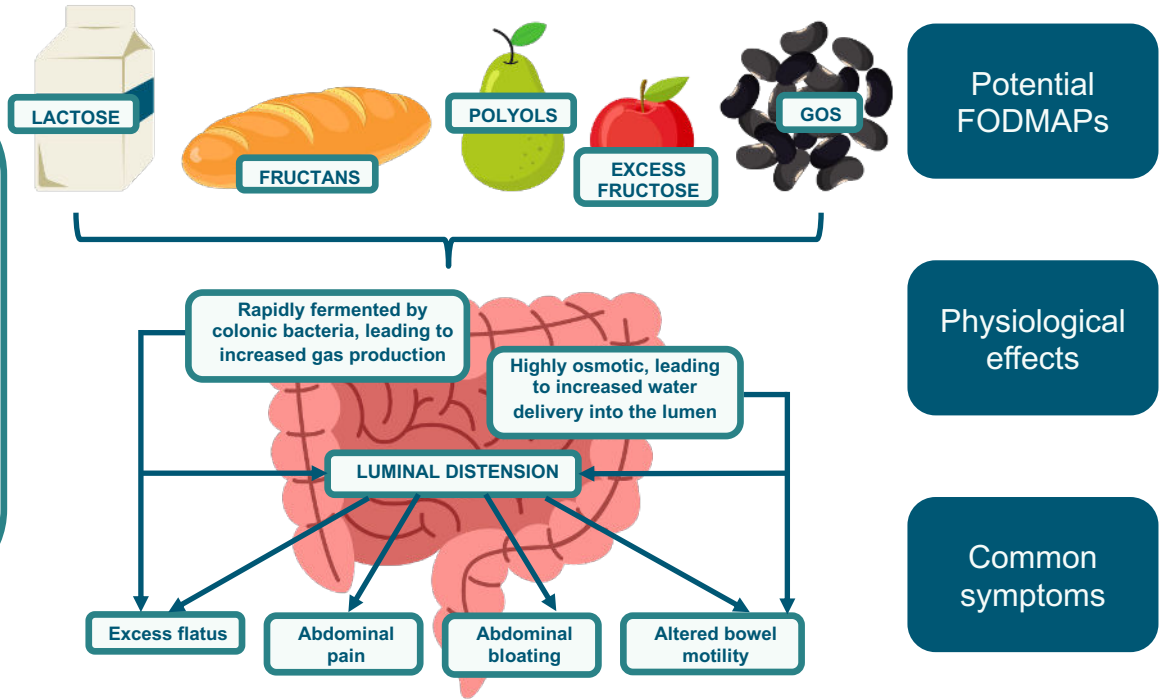 LACTOSE
FRUCTANS
POLYOLS
EXCESS
FRUCTOSE
GOS
Potential
FODMAPs
Rapidly fermented by
colonic bacteria, leading to
increased gas production
Highly osmotic, leading
to increased water
delivery into the lumen
Physiological
effects
LUMINAL DISTENSION
Excess flatus
Abdominal
pain
Abdominal
bloating
Altered bowel
motility
Common
symptoms